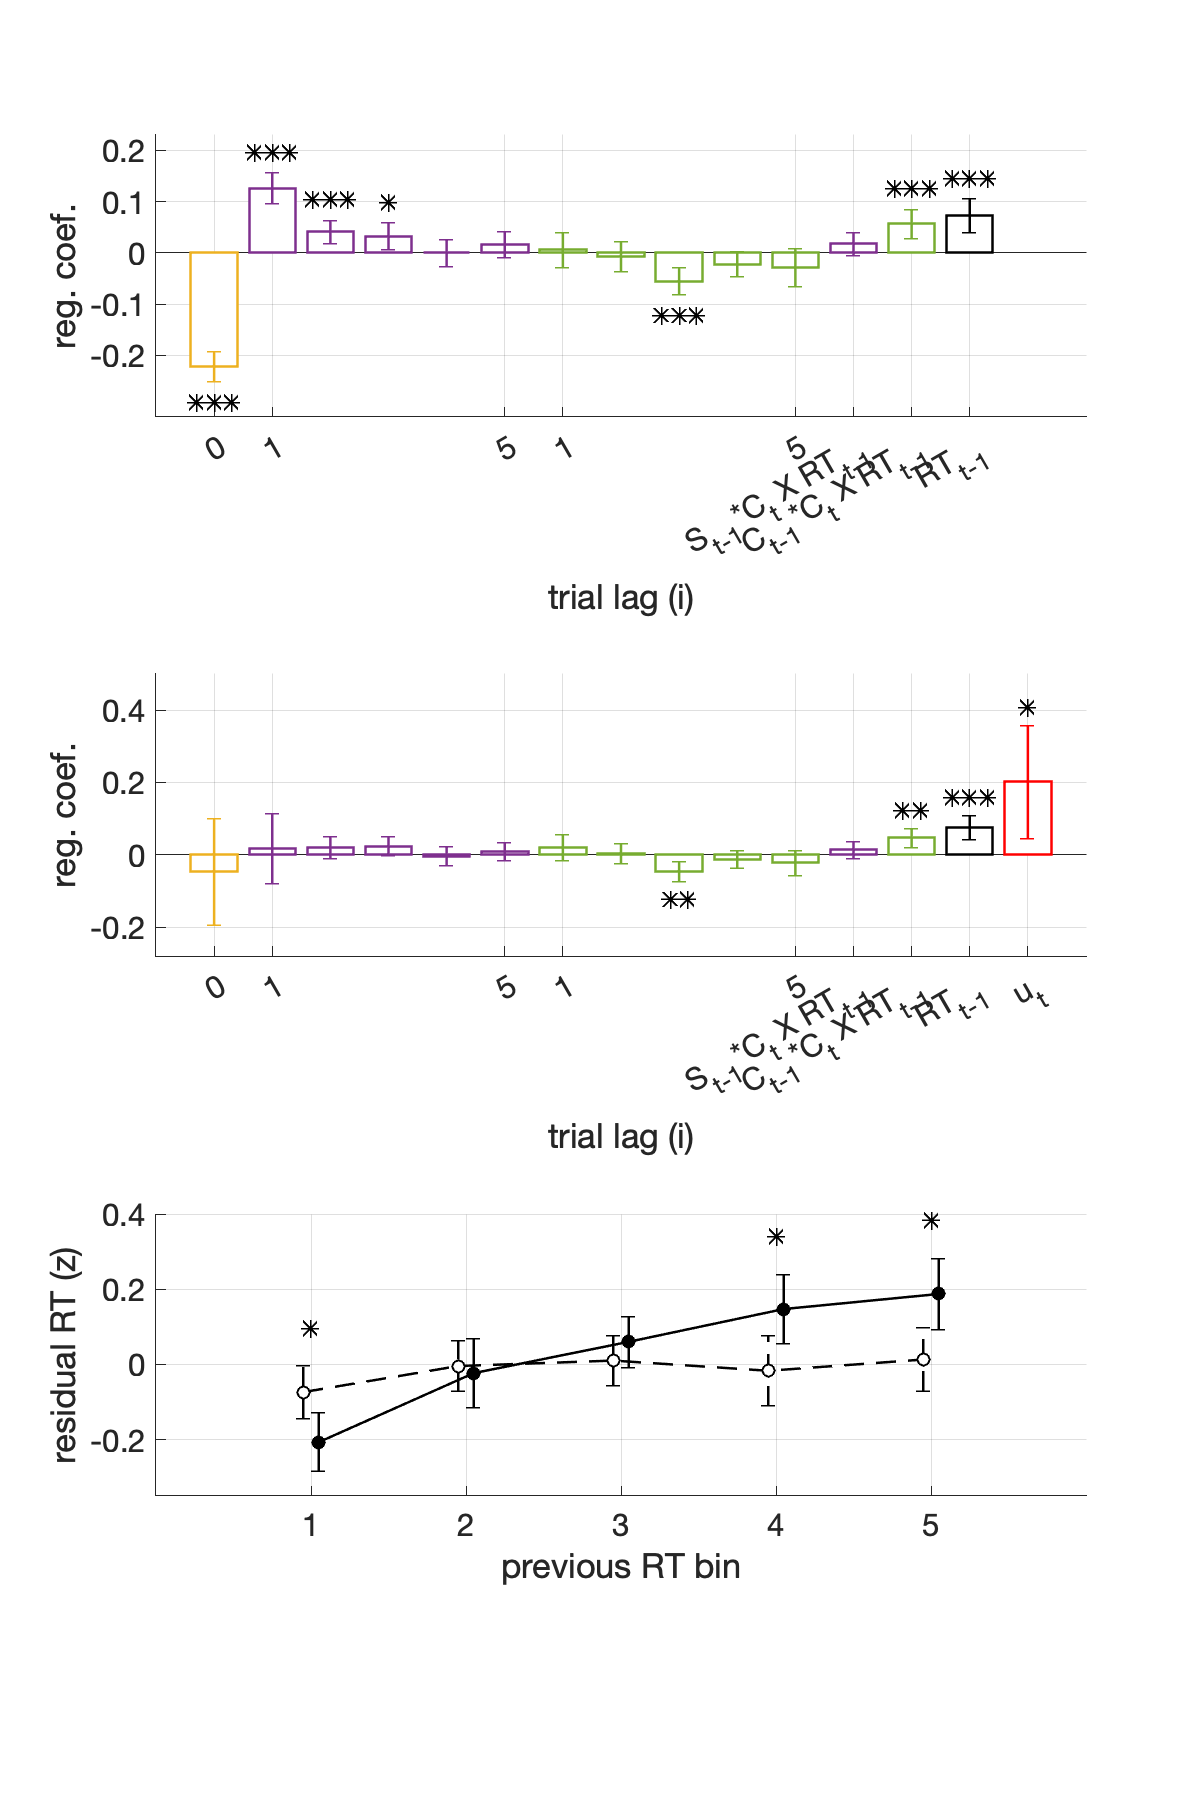 0.2
0.1
0
-0.1
-0.2
reg. coef.
***
***
***
*
***
***
***
0 1 5 1 5
S_{t-1}*C_t X RT_{t-1}
C_{t-1}*C_t X RT_{t-1}
RT_{t-1}
trial lag (i)
0.4
0.2
0
-0.2
reg. coef.
**
**
***
*
0 1 5 1 5
S_{t-1}*C_t X RT_{t-1}
C_{t-1}*C_t X RT_{t-1}
RT_{t-1}
u_t
trial lag (i)
0.4
0.2
0
-0.2
residual RT (z)
*
*
*
1 2 3 4 5
previous RT bin